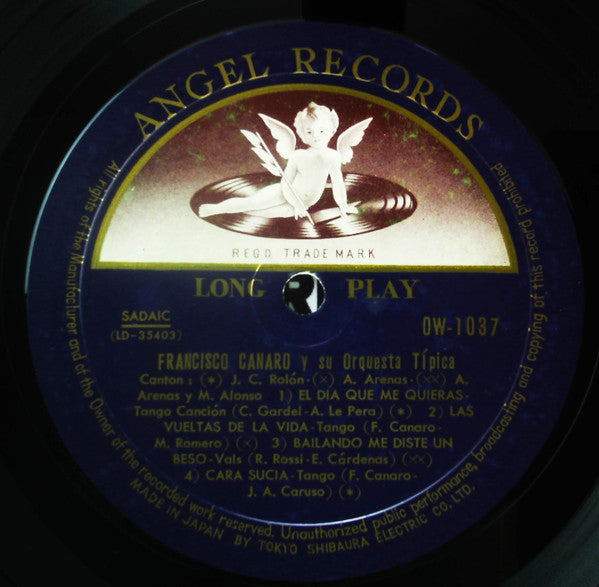 ANGEL RECORDS
REGD. TRADE MARK
LONG PLAY
SADAIC
(LD-35403)
OW-1037
FRANCISCO CANARO y su Orquesta Típica
Canton: (*) J. C. Rolón-(×) A. Arenas-(××) A.
Arenas y M. Alonso 1) EL DIA QUE ME QUIERAS-
Tango Canción (C. Gardel-A. Le Pera) (*) 2) LAS
VUELTAS DE LA VIDA-Tango (F. Canaro-
M. Romero) (×) 3) BAILANDO ME DISTE UN
BESO-Vals (R. Rossi-E. Cárdenas) (××)
4) CARA SUCIA-Tango (F. Canaro-
J. A. Caruso) (*)
All rights of the Manufacturer and of the Owner of the recorded work reserved. Unauthorized public performance, broadcasting and copying of this record prohibited
MADE IN JAPAN BY TOKYO SHIBAURA ELECTRIC CO. LTD.